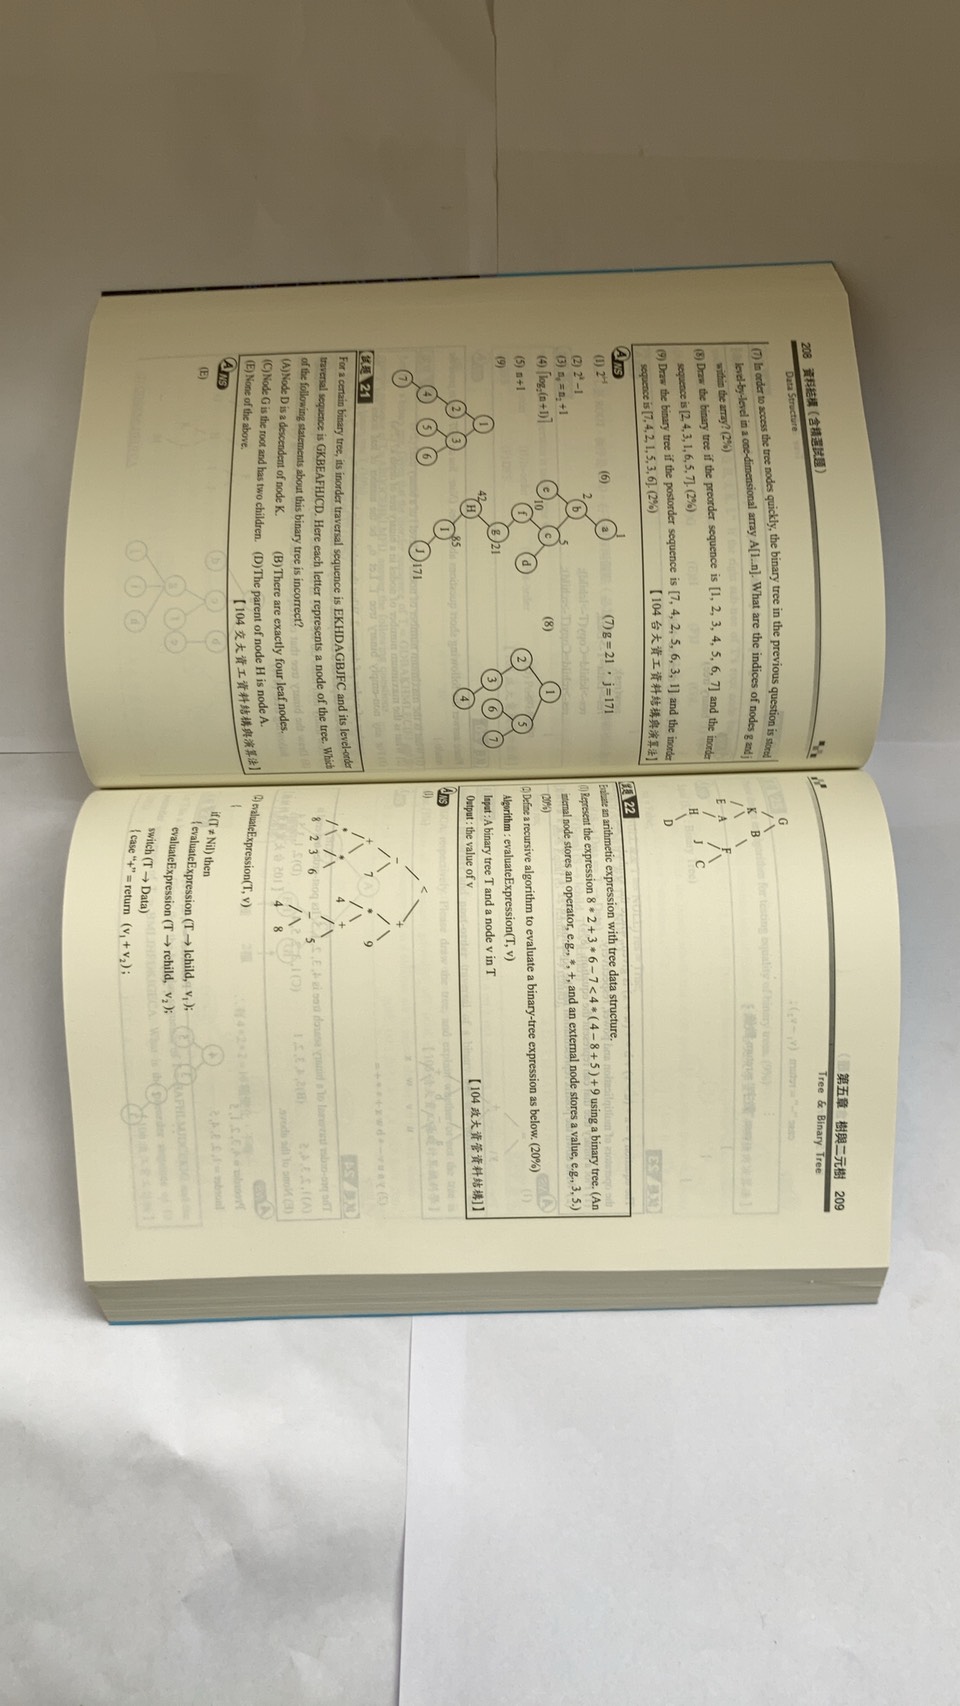 208 資料結構(含精選試題)
Data Structure
(7) In order to access the tree nodes quickly, the binary tree in the previous question is stored
level-by-level in a one-dimensional array A[1..n]. What are the indices of nodes g and j
within the array? (2%)
(8) Draw the binary tree if the preorder sequence is [1, 2, 3, 4, 5, 6, 7] and the inorder
sequence is [2, 4, 3, 1, 6, 5, 7]. (2%)
(9) Draw the binary tree if the postorder sequence is [7, 4, 2, 5, 6, 3, 1] and the inorder
sequence is [7, 4, 2, 1, 5, 3, 6]. (2%)
【104 台大資工資料結構與演算法】
Ans
(1) 2^{i-1}
(2) 2^k − 1
(3) n₀ = n₂ + 1
(4) ⌈log₂(n+1)⌉
(5) n+1
(6)
a 1
2 b
e 10 c 5
f d
g 21
42 H
I 85
J 171
(7) g = 21,j = 171
(8)
1
2 5
3 6 7
4
(9)
1
2 3
4 5 6
7
試題 21
For a certain binary tree, its inorder traversal sequence is EKHDAGBJFC and its level-order
traversal sequence is GKBEAFHJCD. Here each letter represents a node of the tree. Which
of the following statements about this binary tree is incorrect?
(A) Node D is a descendent of node K. (B) There are exactly four leaf nodes.
(C) Node G is the root and has two children. (D) The parent of node H is node A.
(E) None of the above.
【104 交大資工資料結構與演算法】
Ans
(E)
第五章 樹與二元樹 209
Tree & Binary Tree
G
K B
E A F
H J C
D
試題 22
Evaluate an arithmetic expression with tree data structure.
(1) Represent the expression 8 * 2 + 3 * 6 − 7 < 4 * ( 4 − 8 + 5 ) + 9 using a binary tree. (An
internal node stores an operator, e.g., *, +, and an external node stores a value, e.g., 3, 5.)
(20%)
(2) Define a recursive algorithm to evaluate a binary-tree expression as below. (20%)
Algorithm : evaluateExpression(T, v)
Input : A binary tree T and a node v in T
Output : the value of v
【104 政大資管資料結構】
Ans
(1)
<
− +
+ 7 * 9
* * 4 +
8 2 3 6 − 5
4 8
(2) evaluateExpression(T, v)
{
if (T ≠ Nil) then
{ evaluateExpression (T → lchild, v₁);
evaluateExpression (T → rchild, v₂);
switch (T → Data)
{ case "+" = return (v₁ + v₂) ;